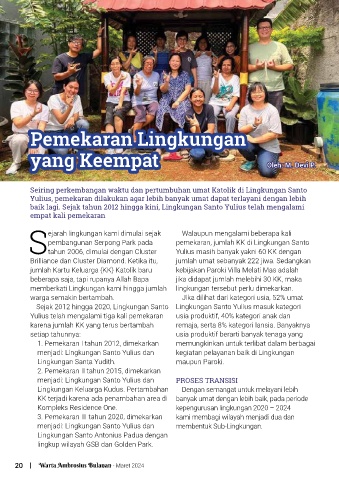 Pemekaran Lingkungan
yang Keempat
Oleh: M. Devi P.
Seiring perkembangan waktu dan pertumbuhan umat Katolik di Lingkungan Santo
Yulius, pemekaran dilakukan agar lebih banyak umat dapat terlayani dengan lebih
baik lagi. Sejak tahun 2012 hingga kini, Lingkungan Santo Yulius telah mengalami
empat kali pemekaran
Sejarah lingkungan kami dimulai sejak
pembangunan Serpong Park pada
tahun 2006, dimulai dengan Cluster
Brilliance dan Cluster Diamond. Ketika itu,
jumlah Kartu Keluarga (KK) Katolik baru
beberapa saja, tapi rupanya Allah Bapa
memberkati Lingkungan kami hingga jumlah
warga semakin bertambah.
Sejak 2012 hingga 2020, Lingkungan Santo
Yulius telah mengalami tiga kali pemekaran
karena jumlah KK yang terus bertambah
setiap tahunnya:
1. Pemekaran I tahun 2012, dimekarkan
menjadi: Lingkungan Santo Yulius dan
Lingkungan Santa Yudith.
2. Pemekaran II tahun 2015, dimekarkan
menjadi: Lingkungan Santo Yulius dan
Lingkungan Keluarga Kudus. Pertambahan
KK terjadi karena ada penambahan area di
Kompleks Residence One.
3. Pemekaran III tahun 2020, dimekarkan
menjadi: Lingkungan Santo Yulius dan
Lingkungan Santo Antonius Padua dengan
lingkup wilayah GSB dan Golden Park.
Walaupun mengalami beberapa kali
pemekaran, jumlah KK di Lingkungan Santo
Yulius masih banyak yakni 60 KK dengan
jumlah umat sebanyak 222 jiwa. Sedangkan
kebijakan Paroki Villa Melati Mas adalah
jika didapat jumlah melebihi 30 KK, maka
lingkungan tersebut perlu dimekarkan.
Jika dilihat dari kategori usia, 52% umat
Lingkungan Santo Yulius masuk kategori
usia produktif, 40% kategori anak dan
remaja, serta 8% kategori lansia. Banyaknya
usia produktif berarti banyak tenaga yang
memungkinkan untuk terlibat dalam berbagai
kegiatan pelayanan baik di Lingkungan
maupun Paroki.
PROSES TRANSISI
Dengan semangat untuk melayani lebih
banyak umat dengan lebih baik, pada periode
kepengurusan lingkungan 2020 – 2024
kami membagi wilayah menjadi dua dan
membentuk Sub-Lingkungan.
20 | Warta Ambrosius Bulanan - Maret 2024